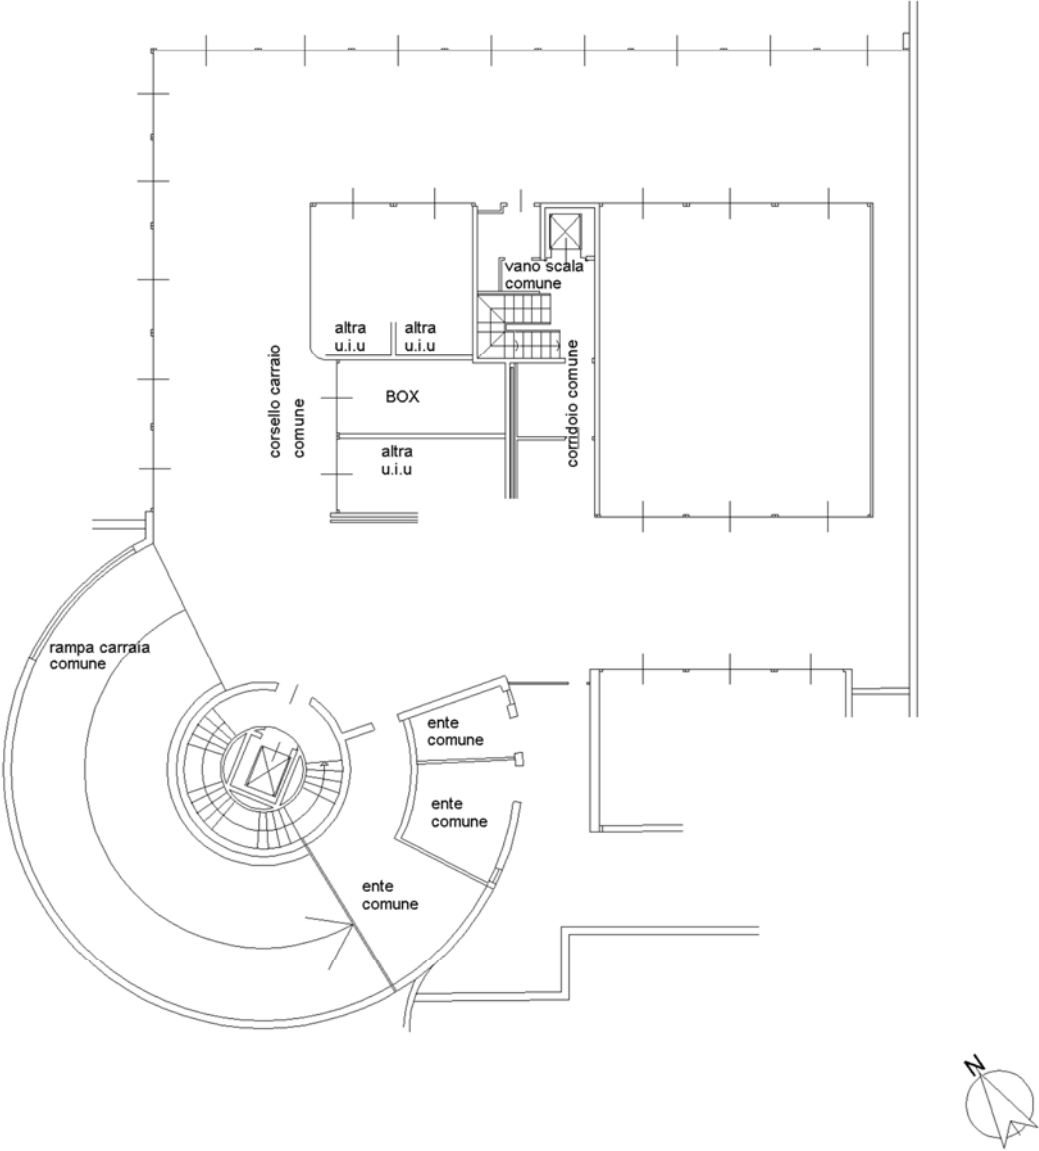 vano scala
comune
altra
u.i.u
altra
u.i.u
corsello carraio
comune
BOX
corridoio comune
altra
u.i.u
rampa carraia
comune
ente
comune
ente
comune
ente
comune
N